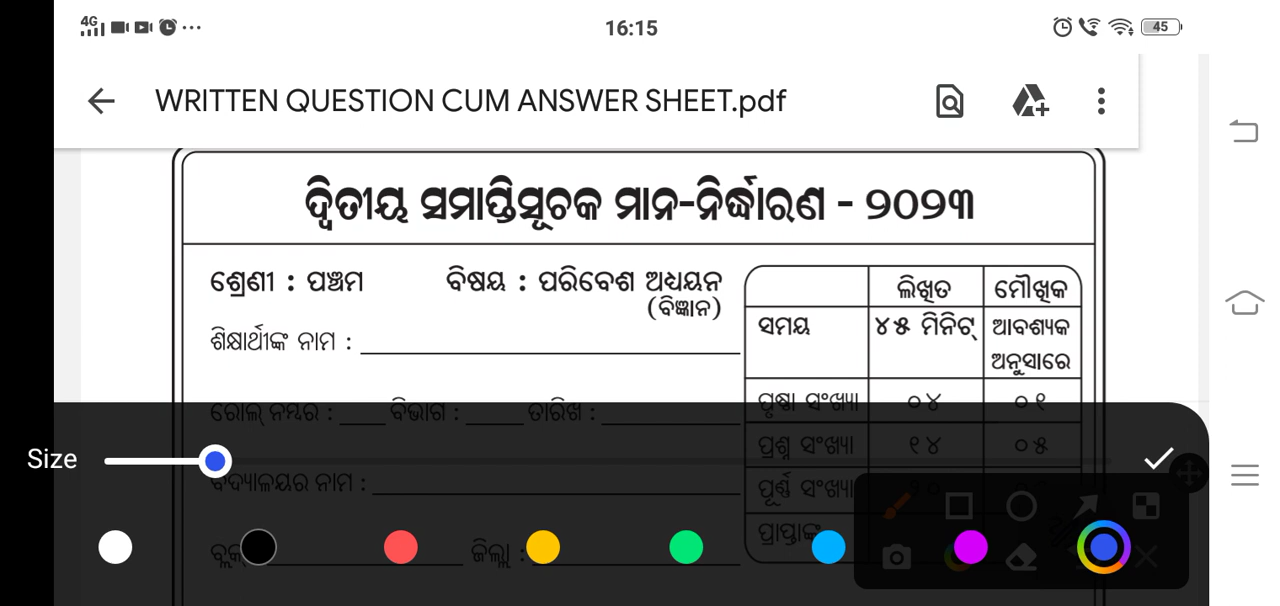 4G
16:15
45
WRITTEN QUESTION CUM ANSWER SHEET.pdf
ଦ୍ୱିତୀୟ ସମାପ୍ତିସୂଚକ ମାନ-ନିର୍ଦ୍ଧାରଣ - ୨୦୨୩
ଶ୍ରେଣୀ : ପଞ୍ଚମ ବିଷୟ : ପରିବେଶ ଅଧ୍ୟୟନ
(ବିଜ୍ଞାନ)
ଲିଖିତ ମୌଖିକ
ଶିକ୍ଷାର୍ଥୀଙ୍କ ନାମ :
ସମୟ ୪୫ ମିନିଟ୍ ଆବଶ୍ୟକ
ଅନୁସାରେ
ରୋଲ୍ ନମ୍ବର : ବିଭାଗ : ତାରିଖ :
ପୃଷ୍ଠା ସଂଖ୍ୟା ୦୪ ୦୧
ପ୍ରଶ୍ନ ସଂଖ୍ୟା ୧୪ ୦୫
Size
ବିଦ୍ୟାଳୟର ନାମ :
ପୂର୍ଣ୍ଣ ସଂଖ୍ୟା
ବ୍ଲକ୍ ଜିଲ୍ଲା :
ପ୍ରାପ୍ତାଙ୍କ